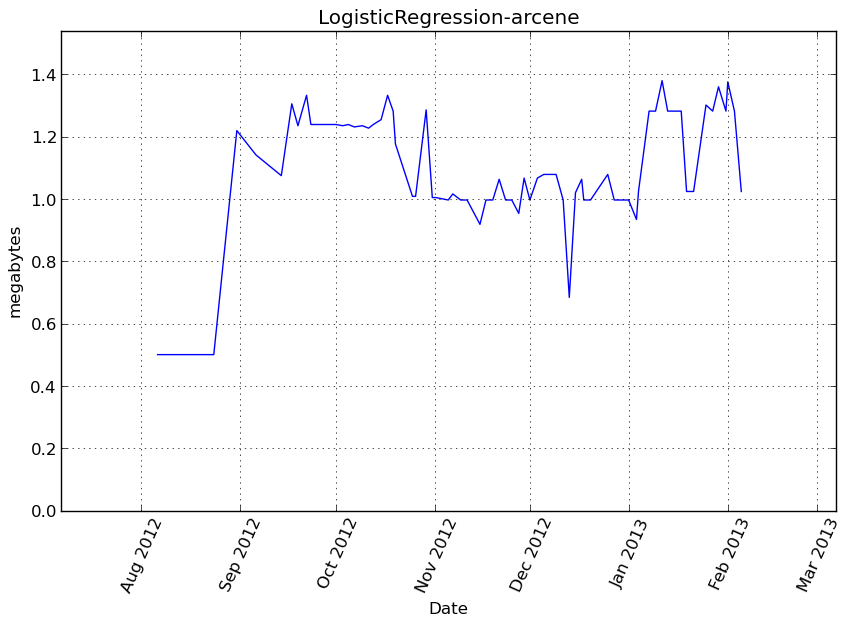 LogisticRegression-arcene
1.4
1.2
1.0
0.8
0.6
0.4
0.2
0.0
megabytes
Aug 2012
Sep 2012
Oct 2012
Nov 2012
Dec 2012
Jan 2013
Feb 2013
Mar 2013
Date